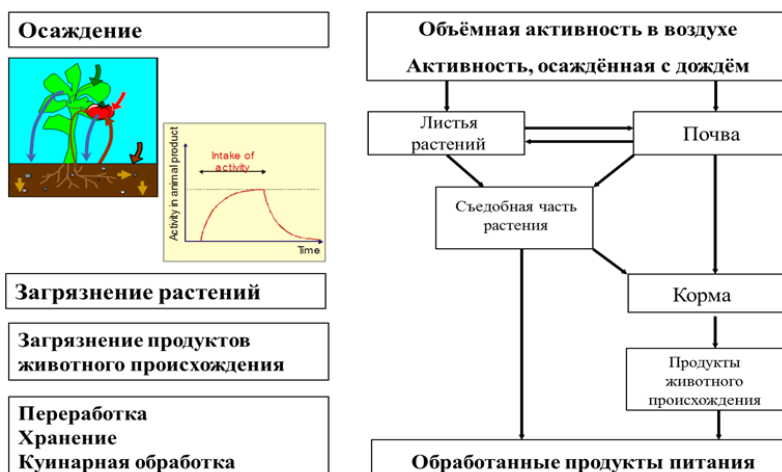 Осаждение
Activity in animal product
Intake of
activity
Time
Загрязнение растений
Загрязнение продуктов
животного происхождения
Переработка
Хранение
Куинарная обработка
Объёмная активность в воздухе
Активность, осаждённая с дождём
Листья
растений
Почва
Съедобная часть
растения
Корма
Продукты
животного
происхождения
Обработанные продукты питания